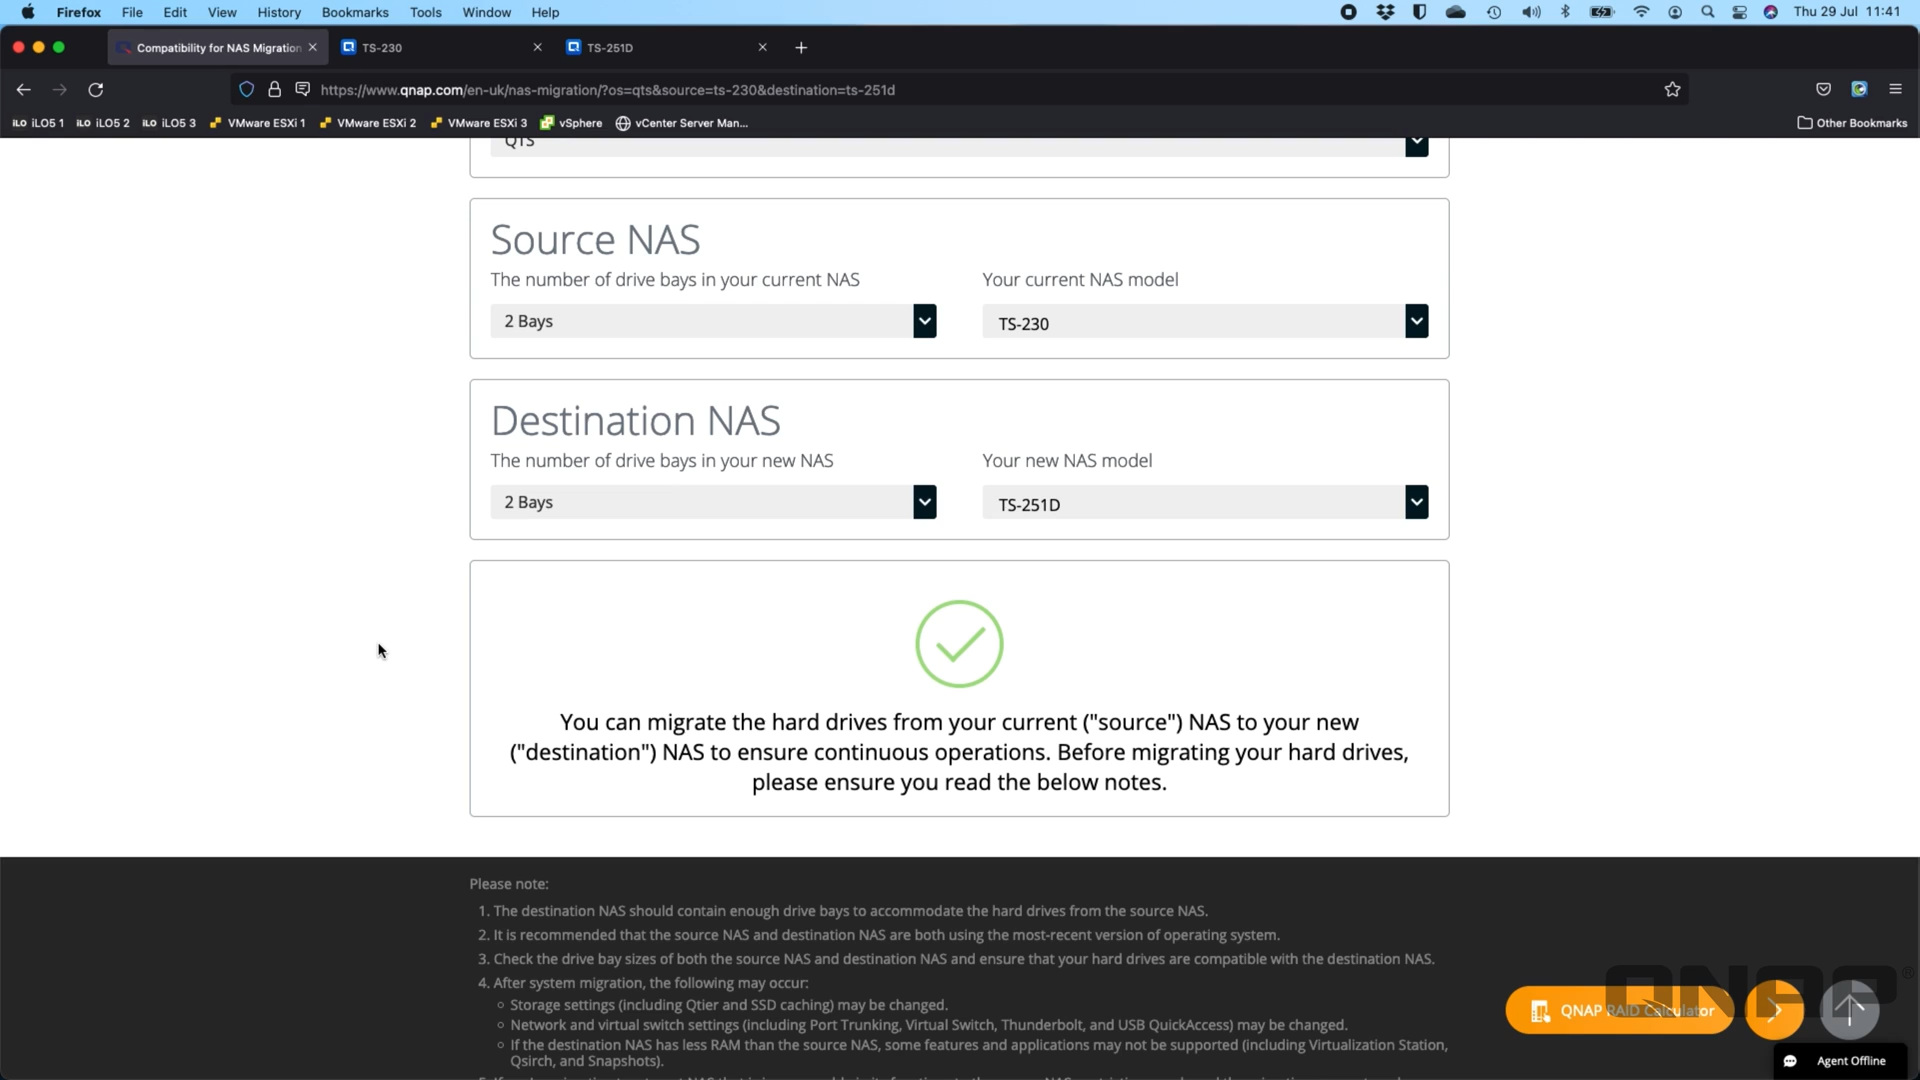 Firefox File Edit View History Bookmarks Tools Window Help Thu 29 Jul 11:41
Compatibility for NAS Migration TS-230 TS-251D
https://www.qnap.com/en-uk/nas-migration/?os=qts&source=ts-230&destination=ts-251d
iLO iLO5 1 iLO iLO5 2 iLO iLO5 3 VMware ESXi 1 VMware ESXi 2 VMware ESXi 3 vSphere vCenter Server Man... Other Bookmarks
QTS
Source NAS
The number of drive bays in your current NAS Your current NAS model
2 Bays TS-230
Destination NAS
The number of drive bays in your new NAS Your new NAS model
2 Bays TS-251D
You can migrate the hard drives from your current ("source") NAS to your new
("destination") NAS to ensure continuous operations. Before migrating your hard drives,
please ensure you read the below notes.
Please note:
1. The destination NAS should contain enough drive bays to accommodate the hard drives from the source NAS.
2. It is recommended that the source NAS and destination NAS are both using the most-recent version of operating system.
3. Check the drive bay sizes of both the source NAS and destination NAS and ensure that your hard drives are compatible with the destination NAS.
4. After system migration, the following may occur:
Storage settings (including Qtier and SSD caching) may be changed.
Network and virtual switch settings (including Port Trunking, Virtual Switch, Thunderbolt, and USB QuickAccess) may be changed.
If the destination NAS has less RAM than the source NAS, some features and applications may not be supported (including Virtualization Station,
Qsirch, and Snapshots).
QNAP RAID Calculator
QNAP
Agent Offline